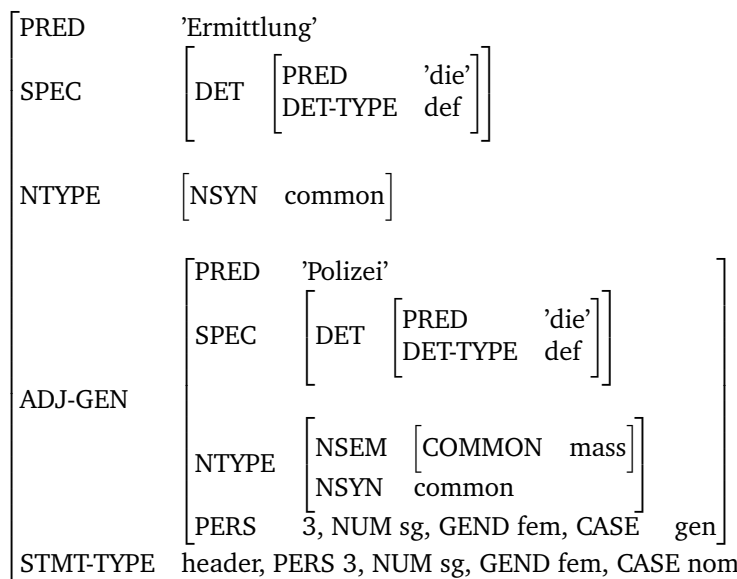 PRED ’Ermittlung’
SPEC DET PRED ’die’
DET-TYPE def
NTYPE NSYN common
PRED ’Polizei’
SPEC DET PRED ’die’
DET-TYPE def
ADJ-GEN
NTYPE NSEM COMMON mass
NSYN common
PERS 3, NUM sg, GEND fem, CASE gen
STMT-TYPE header, PERS 3, NUM sg, GEND fem, CASE nom